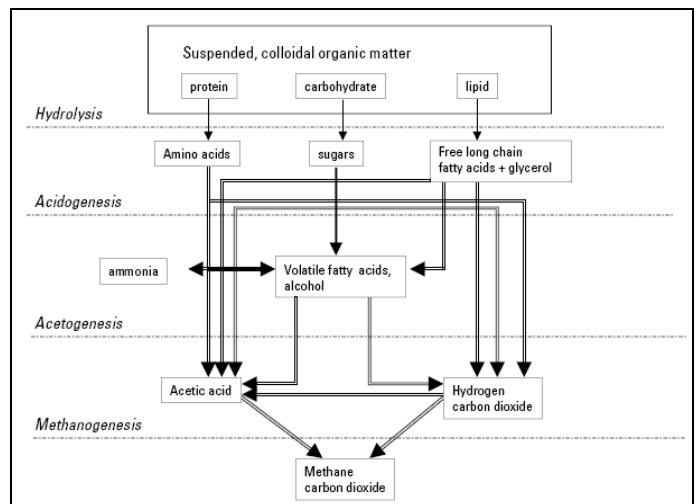 Suspended, colloidal organic matter
protein
carbohydrate
lipid
Hydrolysis
Amino acids
sugars
Free long chain
fatty acids + glycerol
Acidogenesis
ammonia
Volatile fatty acids,
alcohol
Acetogenesis
Acetic acid
Hydrogen
carbon dioxide
Methanogenesis
Methane
carbon dioxide